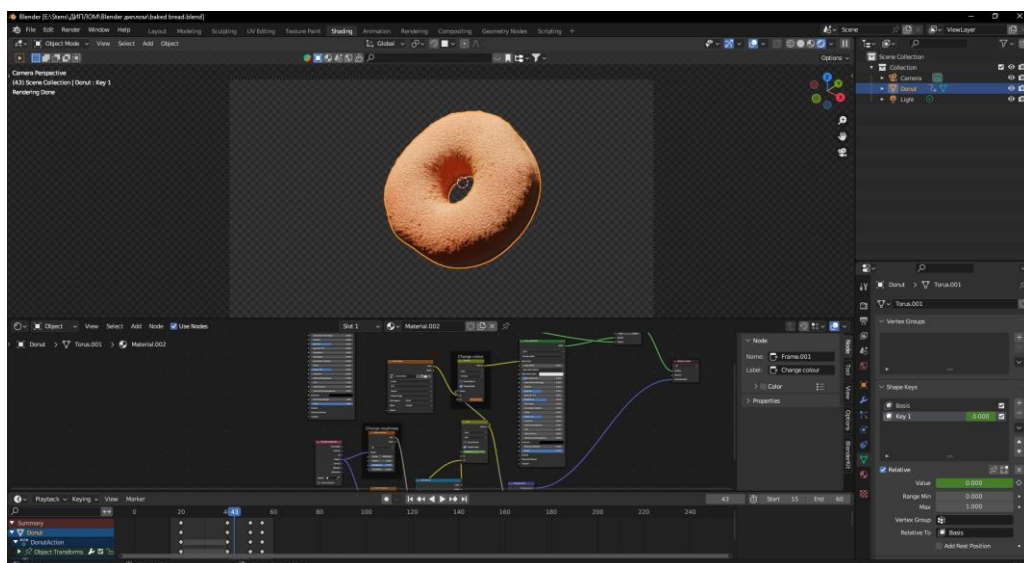 Blender [E:\Stens\ДИПЛОМ\Blender диплом\baked bread.blend]
File Edit Render Window Help Layout Modeling Sculpting UV Editing Texture Paint Shading Animation Rendering Compositing Geometry Nodes Scripting + Scene ViewLayer
Object Mode View Select Add Object Global
Options
Camera Perspective
(43) Scene Collection | Donut : Key 1
Rendering Done
Scene Collection
Collection
Camera
Donut
Light
Donut > Torus.001
Torus.001
Vertex Groups
Shape Keys
Basis
Key 1 0.000
Relative
Value 0.000
Range Min 0.000
Max 1.000
Vertex Group
Relative To Basis
Add Rest Position
Object View Select Add Node Use Nodes Slot 1 Material.002
Donut > Torus.001 > Material.002
Change colour
Change roughness
Node
Name: Frame.001
Label: Change colour
Color
Properties
Node
Tool
View
Options
BlenderKit
Playback Keying View Marker 43 Start 15 End 60
0 20 43 60 80 100 120 140 160 180 200 220 240
Summary
Donut
DonutAction
Object Transforms